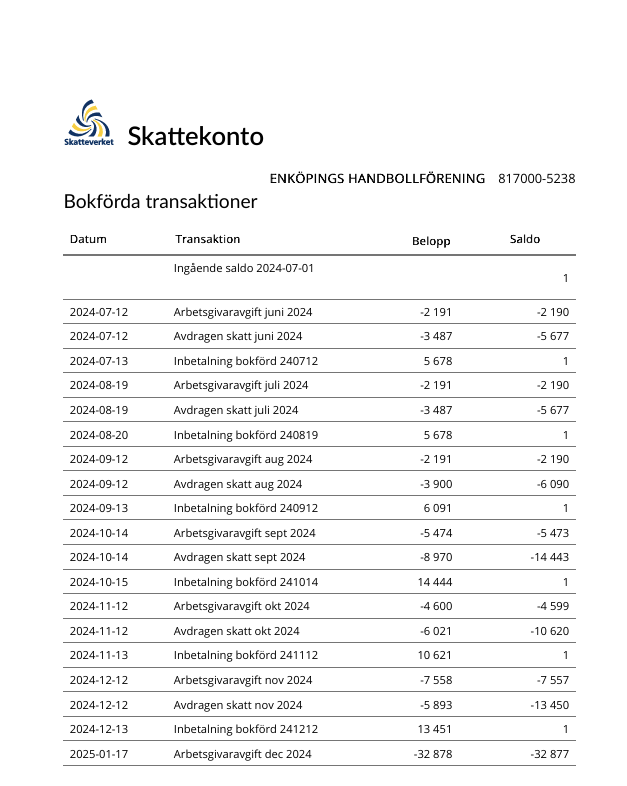 Skatteverket
Skattekonto
ENKÖPINGS HANDBOLLFÖRENING 817000-5238
Bokförda transaktioner
Datum Transaktion Belopp Saldo
Ingående saldo 2024-07-01 1
2024-07-12 Arbetsgivaravgift juni 2024 -2 191 -2 190
2024-07-12 Avdragen skatt juni 2024 -3 487 -5 677
2024-07-13 Inbetalning bokförd 240712 5 678 1
2024-08-19 Arbetsgivaravgift juli 2024 -2 191 -2 190
2024-08-19 Avdragen skatt juli 2024 -3 487 -5 677
2024-08-20 Inbetalning bokförd 240819 5 678 1
2024-09-12 Arbetsgivaravgift aug 2024 -2 191 -2 190
2024-09-12 Avdragen skatt aug 2024 -3 900 -6 090
2024-09-13 Inbetalning bokförd 240912 6 091 1
2024-10-14 Arbetsgivaravgift sept 2024 -5 474 -5 473
2024-10-14 Avdragen skatt sept 2024 -8 970 -14 443
2024-10-15 Inbetalning bokförd 241014 14 444 1
2024-11-12 Arbetsgivaravgift okt 2024 -4 600 -4 599
2024-11-12 Avdragen skatt okt 2024 -6 021 -10 620
2024-11-13 Inbetalning bokförd 241112 10 621 1
2024-12-12 Arbetsgivaravgift nov 2024 -7 558 -7 557
2024-12-12 Avdragen skatt nov 2024 -5 893 -13 450
2024-12-13 Inbetalning bokförd 241212 13 451 1
2025-01-17 Arbetsgivaravgift dec 2024 -32 878 -32 877